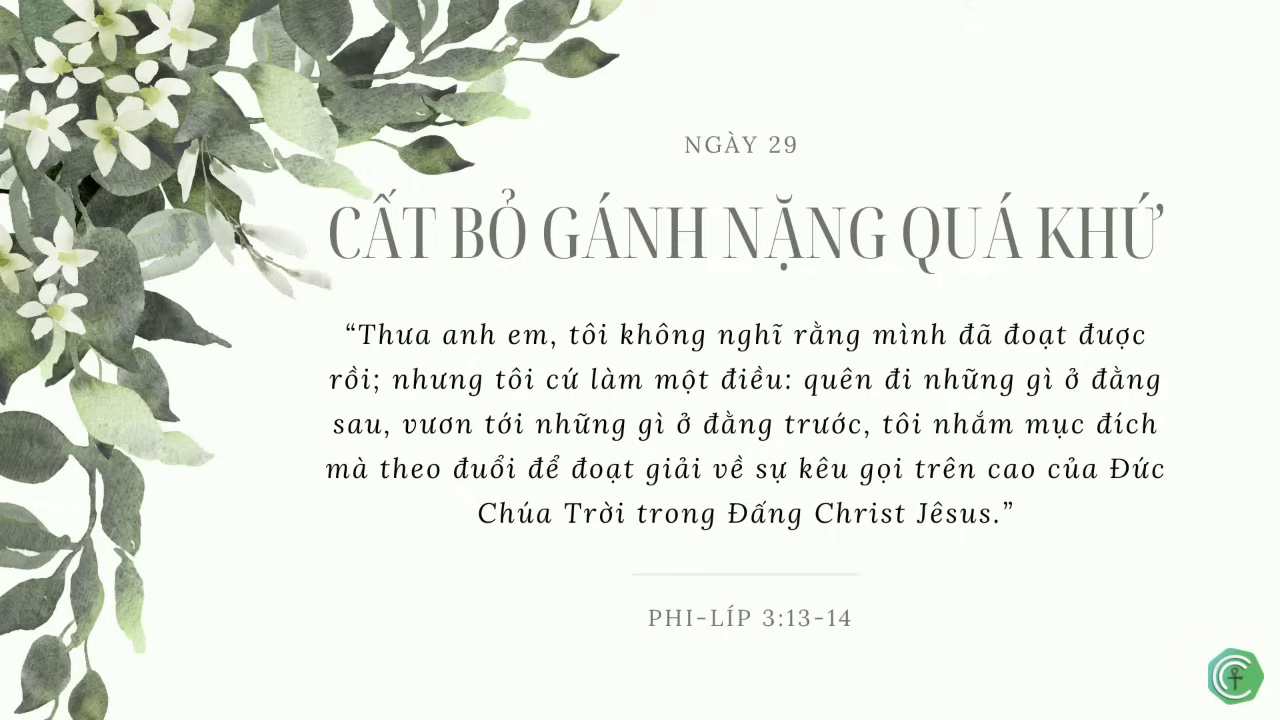 NGÀY 29
CẤT BỎ GÁNH NẶNG QUÁ KHỨ
“Thưa anh em, tôi không nghĩ rằng mình đã đoạt được
rồi; nhưng tôi cứ làm một điều: quên đi những gì ở đằng
sau, vươn tới những gì ở đằng trước, tôi nhắm mục đích
mà theo đuổi để đoạt giải về sự kêu gọi trên cao của Đức
Chúa Trời trong Đấng Christ Jêsus.”
PHI-LÍP 3:13-14